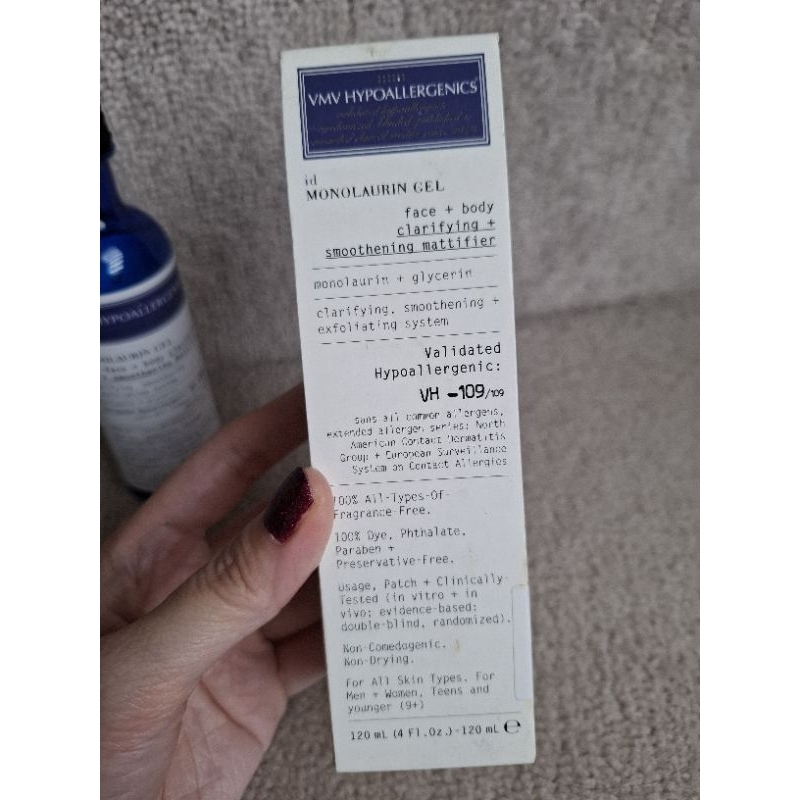 VMV HYPOALLERGENICS
id
MONOLAURIN GEL
face + body
clarifying +
smoothening mattifier
monolaurin + glycerin
clarifying, smoothening +
exfoliating system
Validated
Hypoallergenic:
VH -109/109
sans all common allergens,
extended allergen series: North
American Contact Dermatitis
Group + European Surveillance
System on Contact Allergies
100% All-Types-Of-
Fragrance-Free.
100% Dye, Phthalate,
Paraben +
Preservative-Free.
Usage, Patch + Clinically-
Tested (in vitro + in
vivo; evidence-based:
double-blind, randomized).
Non-Comedogenic.
Non-Drying.
For All Skin Types. For
Men + Women, Teens and
younger (9+)
120 mL (4 Fl.Oz.)-120 mL ℮
YPOALLERGENI
AURIN GEL